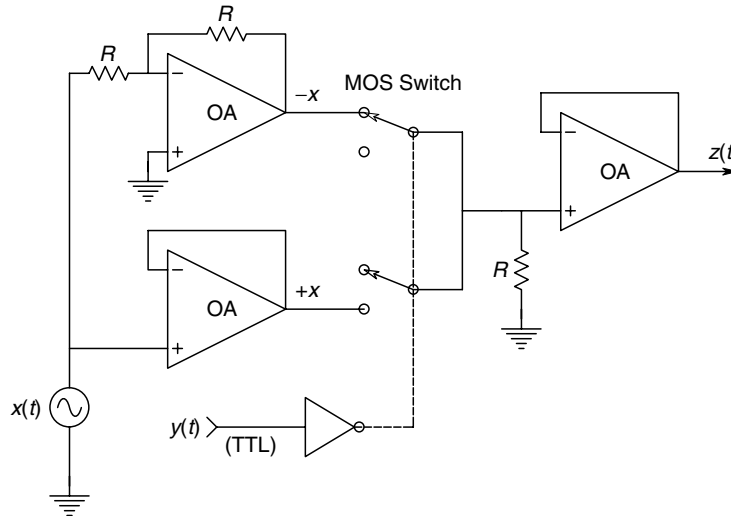 R
R
−
OA
+
−x
MOS Switch
−
OA
+
z(t
−
OA
+
+x
R
x(t)
y(t)
(TTL)